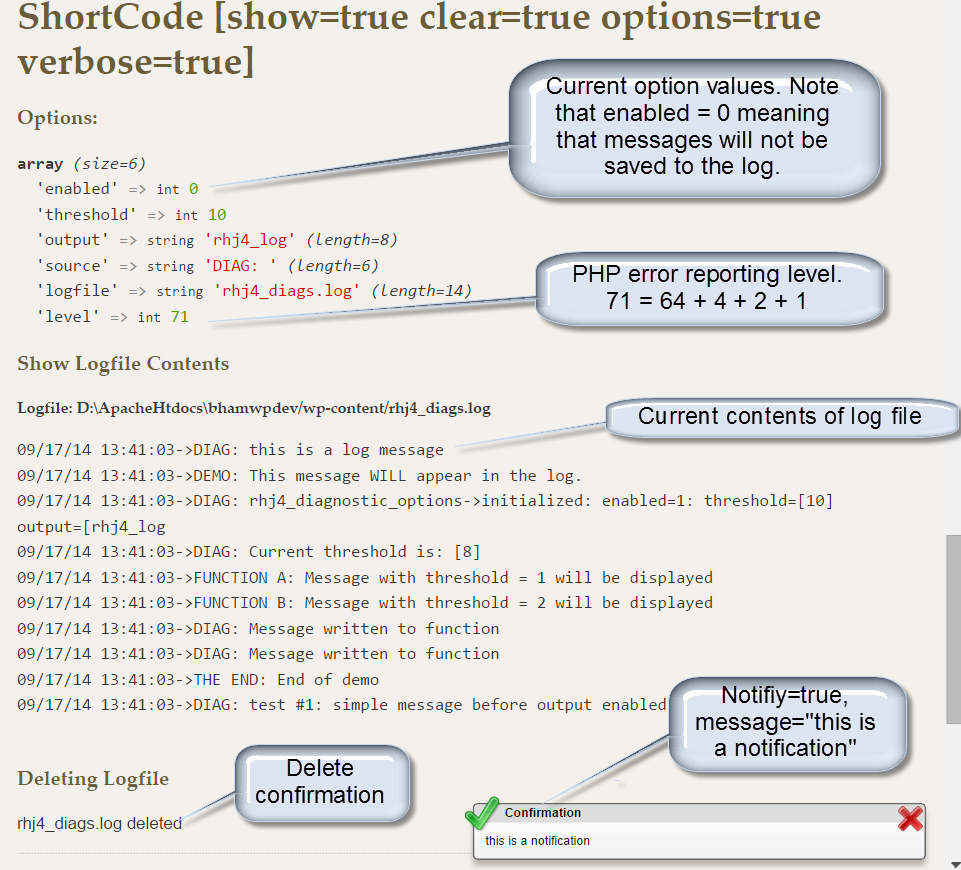 ShortCode [show=true clear=true options=true
verbose=true]
Current option values. Note
that enabled = 0 meaning
that messages will not be
saved to the log.
Options:
array (size=6)
'enabled' => int 0
'threshold' => int 10
'output' => string 'rhj4_log' (length=8)
'source' => string 'DIAG: ' (length=6)
'logfile' => string 'rhj4_diags.log' (length=14)
'level' => int 71
PHP error reporting level.
71 = 64 + 4 + 2 + 1
Show Logfile Contents
Logfile: D:\ApacheHtdocs\bhamwpdev/wp-content/rhj4_diags.log
Current contents of log file
09/17/14 13:41:03->DIAG: this is a log message
09/17/14 13:41:03->DEMO: This message WILL appear in the log.
09/17/14 13:41:03->DIAG: rhj4_diagnostic_options->initialized: enabled=1: threshold=[10]
output=[rhj4_log
09/17/14 13:41:03->DIAG: Current threshold is: [8]
09/17/14 13:41:03->FUNCTION A: Message with threshold = 1 will be displayed
09/17/14 13:41:03->FUNCTION B: Message with threshold = 2 will be displayed
09/17/14 13:41:03->DIAG: Message written to function
09/17/14 13:41:03->DIAG: Message written to function
09/17/14 13:41:03->THE END: End of demo
09/17/14 13:41:03->DIAG: test #1: simple message before output enabled
Notifiy=true,
message="this is
a notification"
Deleting Logfile
Delete
confirmation
rhj4_diags.log deleted
Confirmation
this is a notification